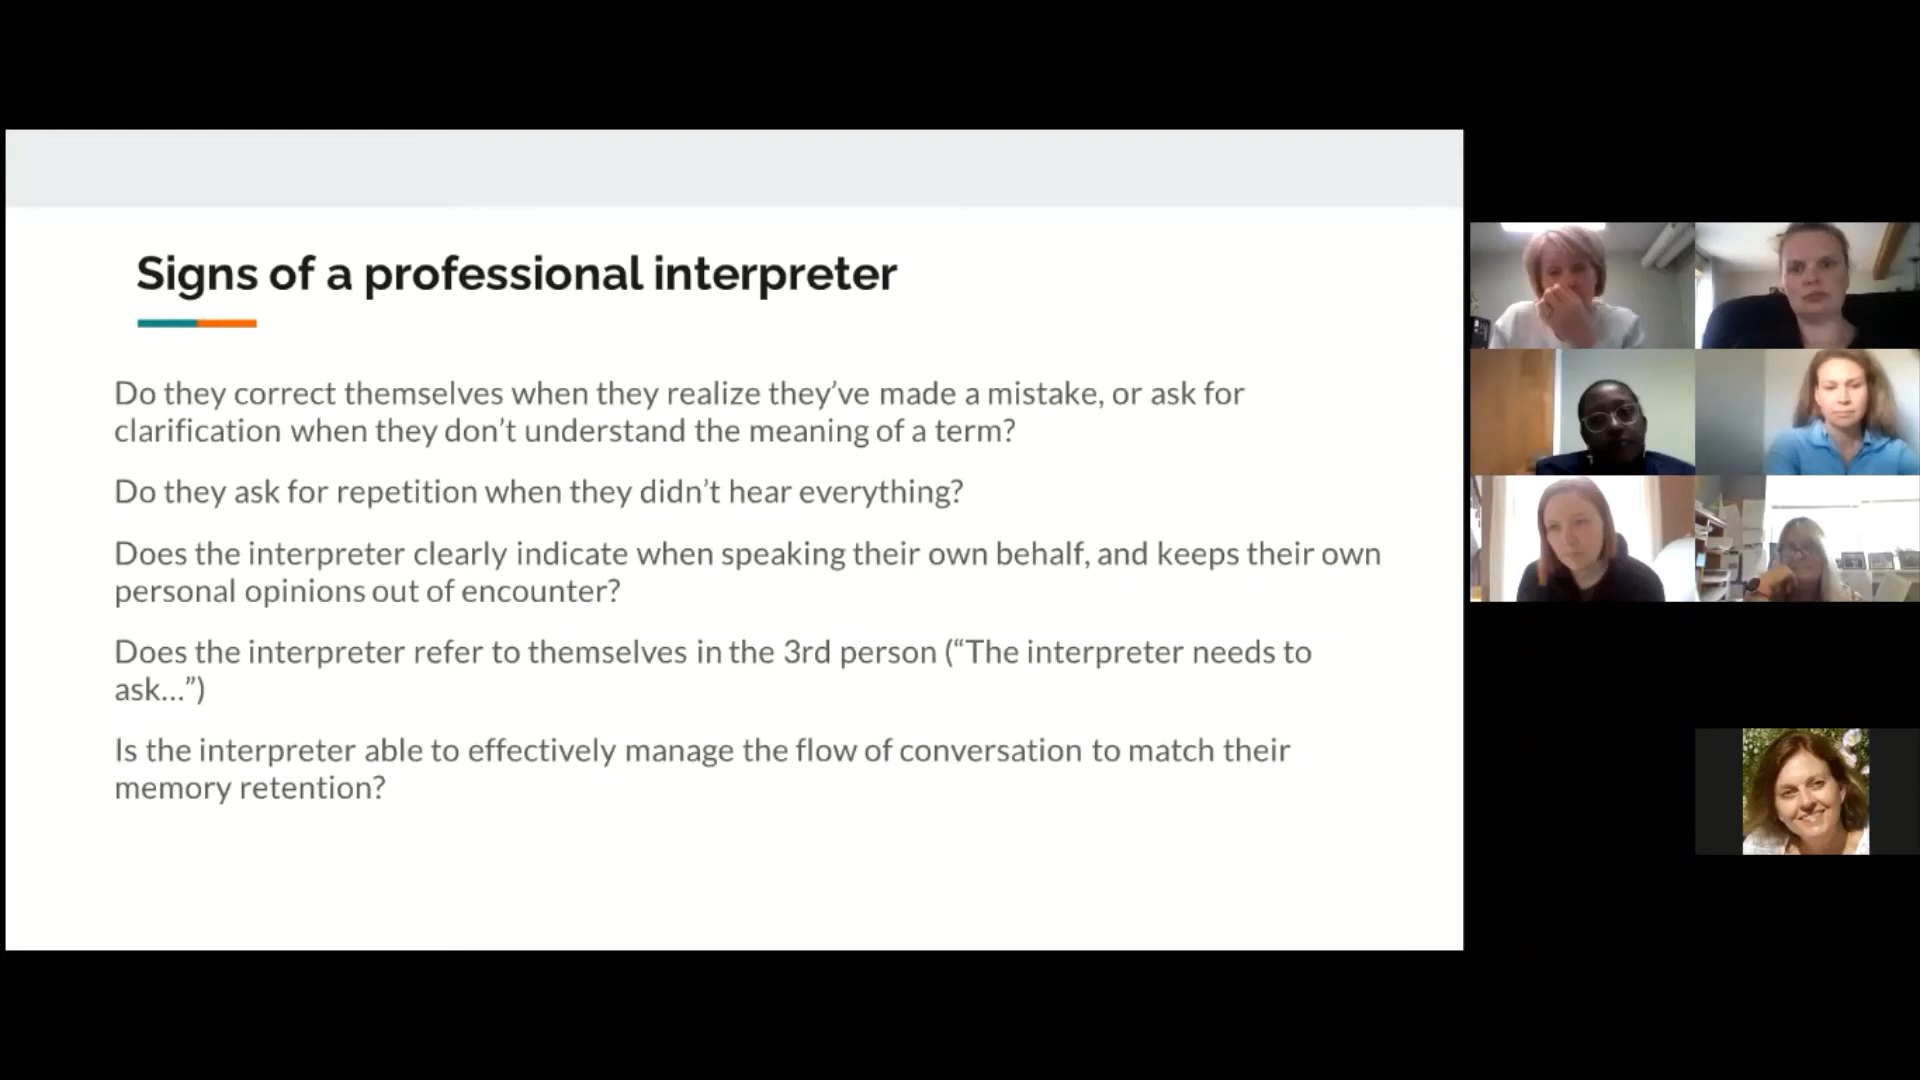 Signs of a professional interpreter
Do they correct themselves when they realize they’ve made a mistake, or ask for
clarification when they don’t understand the meaning of a term?
Do they ask for repetition when they didn’t hear everything?
Does the interpreter clearly indicate when speaking their own behalf, and keeps their own
personal opinions out of encounter?
Does the interpreter refer to themselves in the 3rd person (“The interpreter needs to
ask...”)
Is the interpreter able to effectively manage the flow of conversation to match their
memory retention?